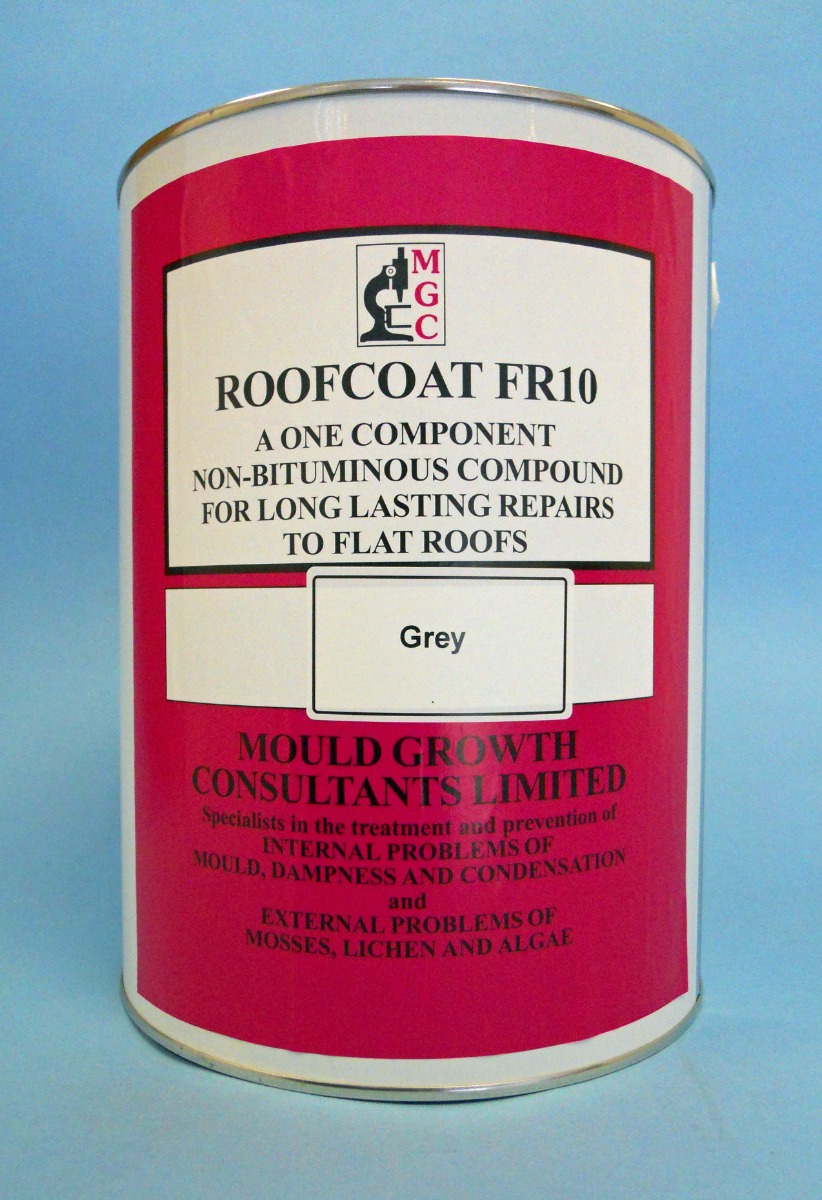 M
G
C
ROOFCOAT FR10
A ONE COMPONENT
NON-BITUMINOUS COMPOUND
FOR LONG LASTING REPAIRS
TO FLAT ROOFS
Grey
MOULD GROWTH
CONSULTANTS LIMITED
Specialists in the treatment and prevention of
INTERNAL PROBLEMS OF
MOULD, DAMPNESS AND CONDENSATION
and
EXTERNAL PROBLEMS OF
MOSSES, LICHEN AND ALGAE